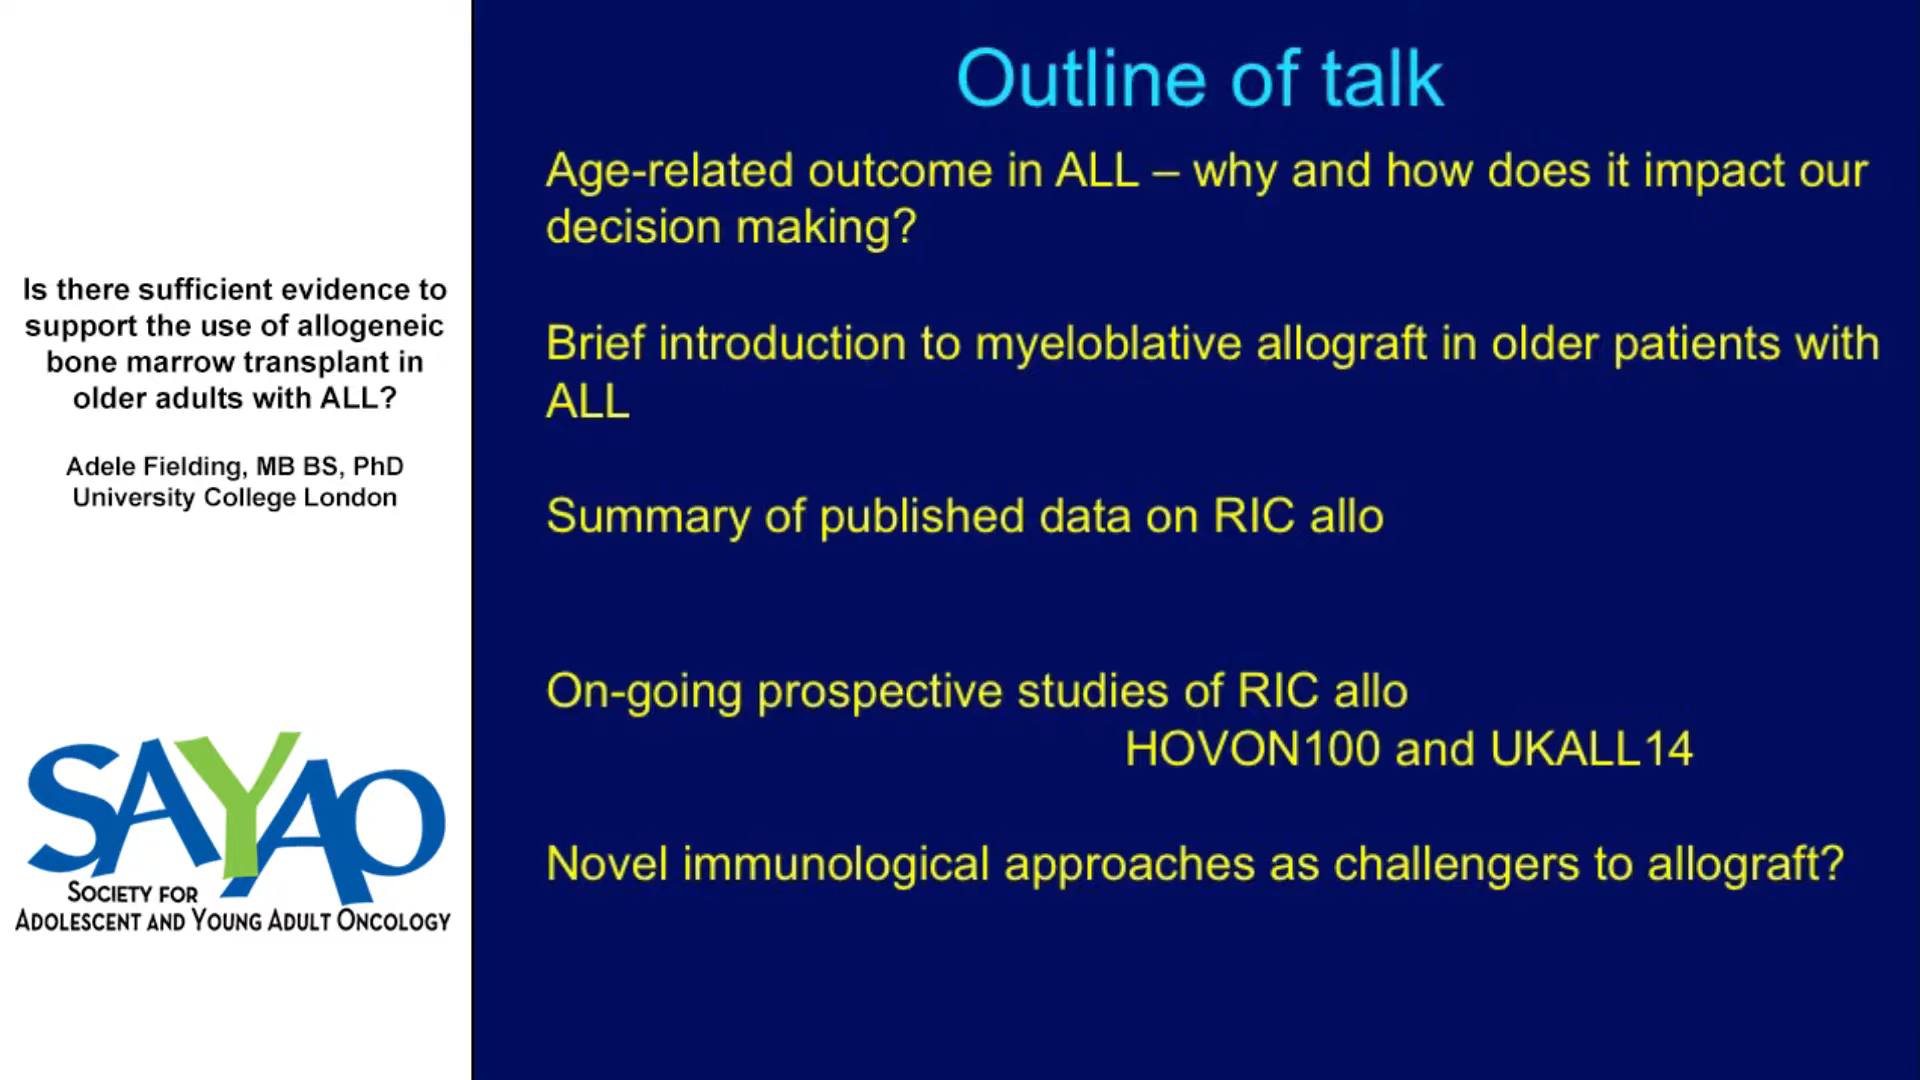 Is there sufficient evidence to
support the use of allogeneic
bone marrow transplant in
older adults with ALL?
Adele Fielding, MB BS, PhD
University College London
SAYAO
SOCIETY FOR
ADOLESCENT AND YOUNG ADULT ONCOLOGY
Outline of talk
Age-related outcome in ALL – why and how does it impact our
decision making?
Brief introduction to myeloblative allograft in older patients with
ALL
Summary of published data on RIC allo
On-going prospective studies of RIC allo
HOVON100 and UKALL14
Novel immunological approaches as challengers to allograft?